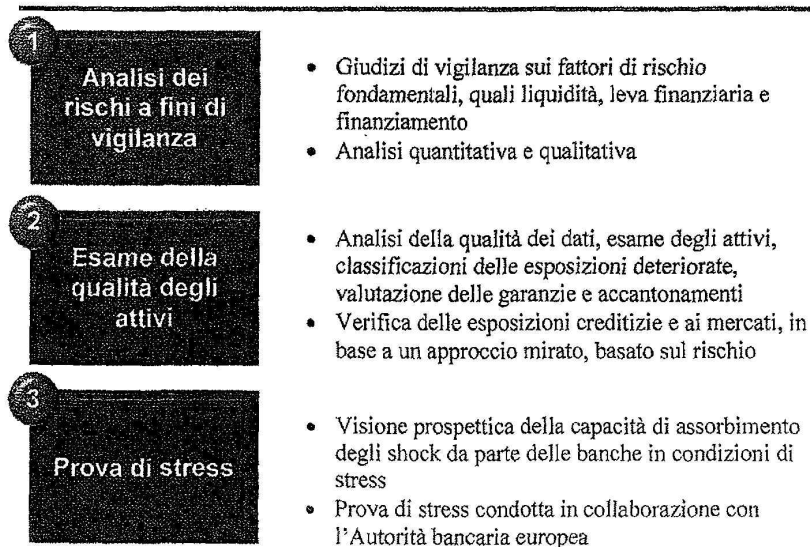 1
Analisi dei
rischi a fini di
vigilanza
• Giudizi di vigilanza sui fattori di rischio
fondamentali, quali liquidità, leva finanziaria e
finanziamento
• Analisi quantitativa e qualitativa
2
Esame della
qualità degli
attivi
• Analisi della qualità dei dati, esame degli attivi,
classificazioni delle esposizioni deteriorate,
valutazione delle garanzie e accantonamenti
• Verifica delle esposizioni creditizie e ai mercati, in
base a un approccio mirato, basato sul rischio
3
Prova di stress
• Visione prospettica della capacità di assorbimento
degli shock da parte delle banche in condizioni di
stress
• Prova di stress condotta in collaborazione con
l'Autorità bancaria europea